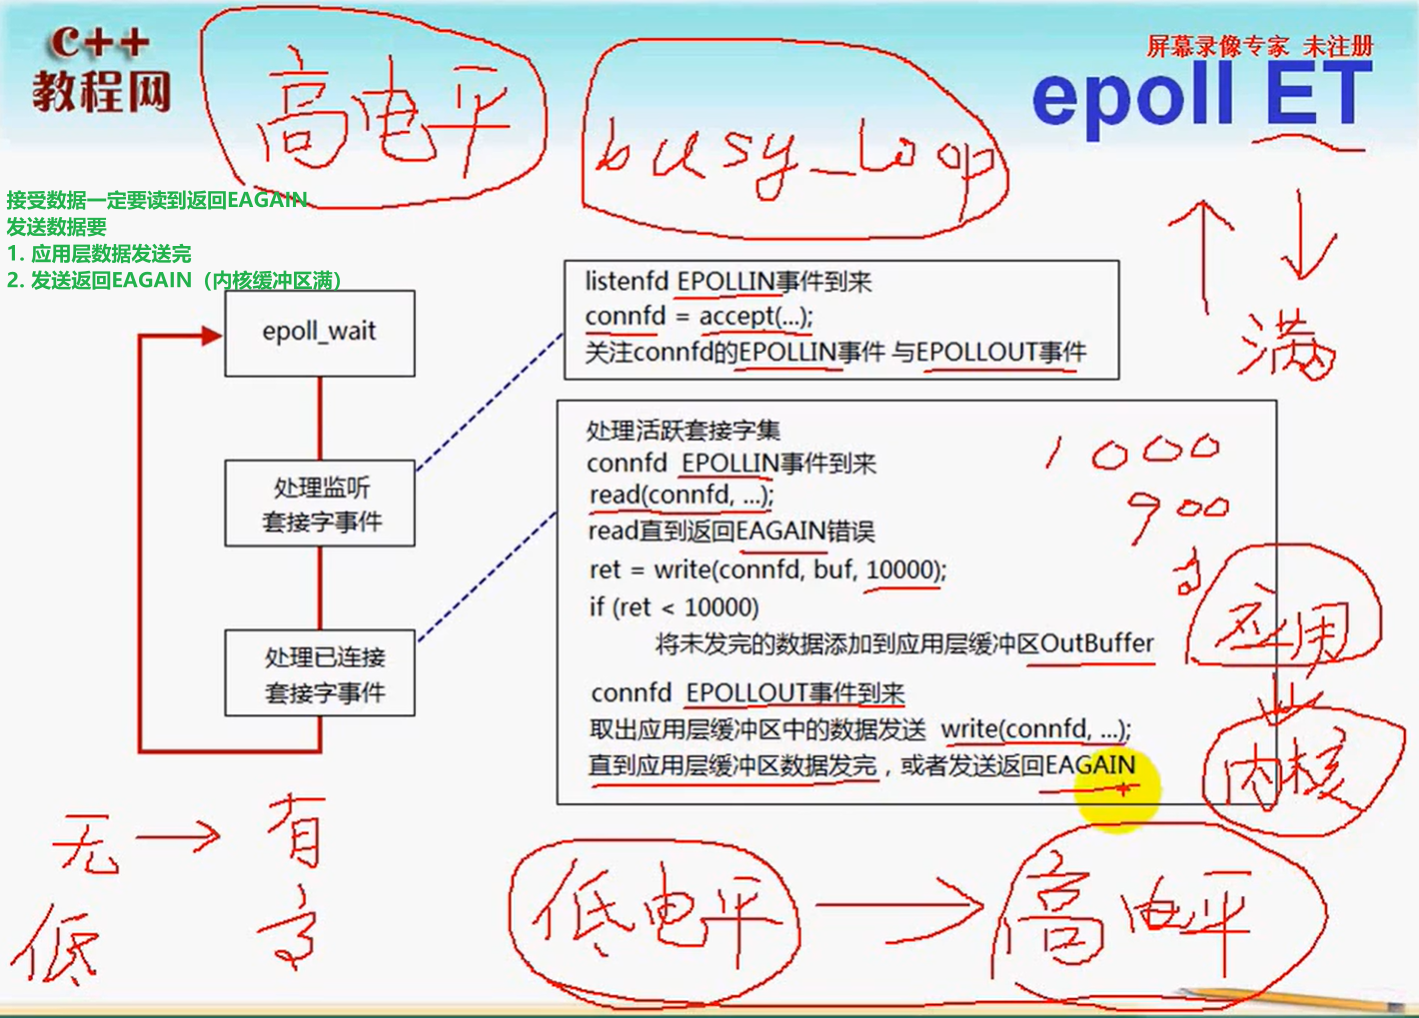 C++
教程网
高电平
busy_loop
屏幕录像专家 未注册
epoll ET
接受数据一定要读到返回EAGAIN
发送数据要
1. 应用层数据发送完
2. 发送返回EAGAIN（内核缓冲区满）
满
epoll_wait
处理监听
套接字事件
处理已连接
套接字事件
listenfd EPOLLIN事件到来
connfd = accept(...);
关注connfd的EPOLLIN事件 与EPOLLOUT事件
处理活跃套接字集
connfd EPOLLIN事件到来
read(connfd, ...);
read直到返回EAGAIN错误
ret = write(connfd, buf, 10000);
if (ret < 10000)
将未发完的数据添加到应用层缓冲区OutBuffer
connfd EPOLLOUT事件到来
取出应用层缓冲区中的数据发送 write(connfd, ...);
直到应用层缓冲区数据发完，或者发送返回EAGAIN
1000
900
高
应用
内核
无 有
低 高
低电平 高电平